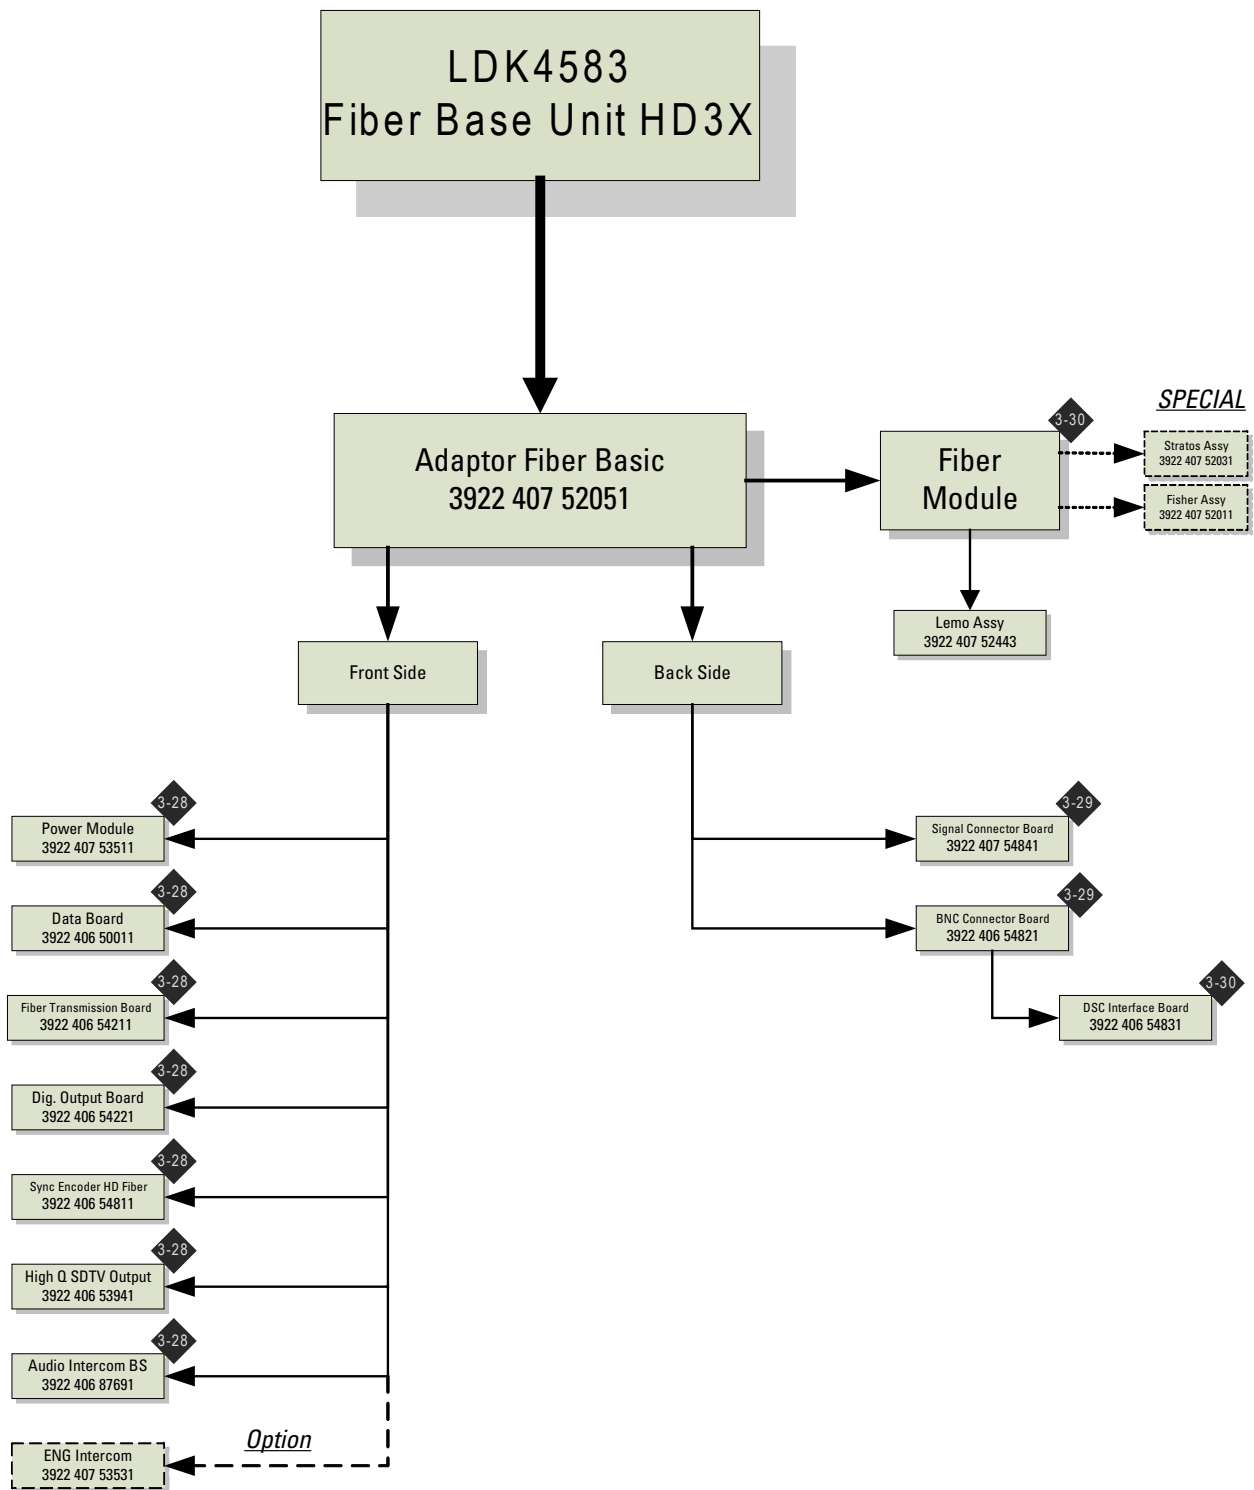 LDK4583
Fiber Base Unit HD3X
Adaptor Fiber Basic
3922 407 52051
3-30
Fiber
Module
SPECIAL
Stratos Assy
3922 407 52031
Fisher Assy
3922 407 52011
Lemo Assy
3922 407 52443
Front Side
Back Side
3-28
Power Module
3922 407 53511
3-28
Data Board
3922 406 50011
3-28
Fiber Transmission Board
3922 406 54211
3-28
Dig. Output Board
3922 406 54221
3-28
Sync Encoder HD Fiber
3922 406 54811
3-28
High Q SDTV Output
3922 406 53941
3-28
Audio Intercom BS
3922 406 87691
Option
ENG Intercom
3922 407 53531
3-29
Signal Connector Board
3922 407 54841
3-29
BNC Connector Board
3922 406 54821
3-30
DSC Interface Board
3922 406 54831